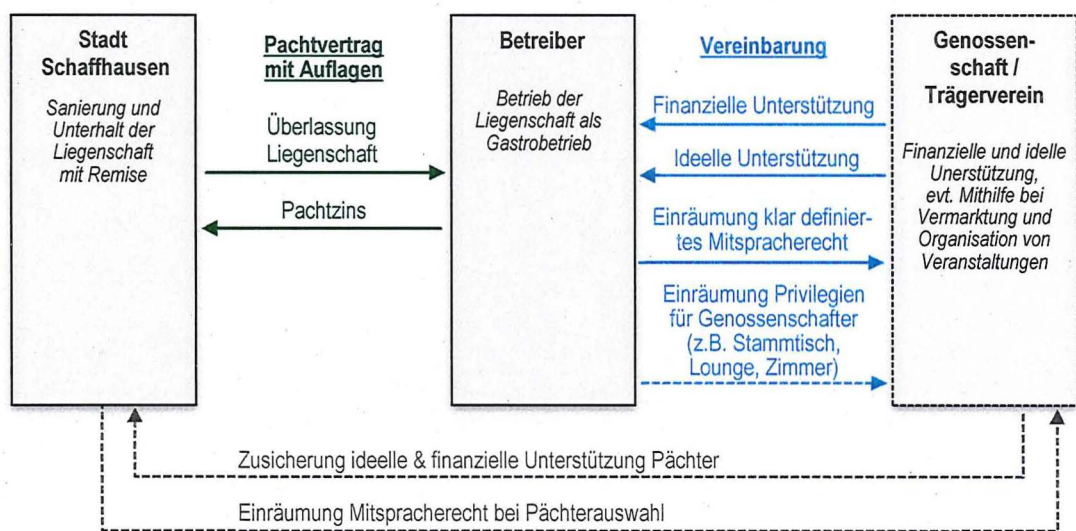 Stadt
Schaffhausen
Sanierung und
Unterhalt der
Liegenschaft
mit Remise
Pachtvertrag
mit Auflagen
Überlassung
Liegenschaft
Pachtzins
Betreiber
Betrieb der
Liegenschaft als
Gastrobetrieb
Vereinbarung
Finanzielle Unterstützung
Ideelle Unterstützung
Einräumung klar definier-
tes Mitspracherecht
Einräumung Privilegien
für Genossenschafter
(z.B. Stammtisch,
Lounge, Zimmer)
Genossen-
schaft /
Trägerverein
Finanzielle und idelle
Unerstützung,
evt. Mithilfe bei
Vermarktung und
Organisation von
Veranstaltungen
Zusicherung ideelle & finanzielle Unterstützung Pächter
Einräumung Mitspracherecht bei Pächterauswahl